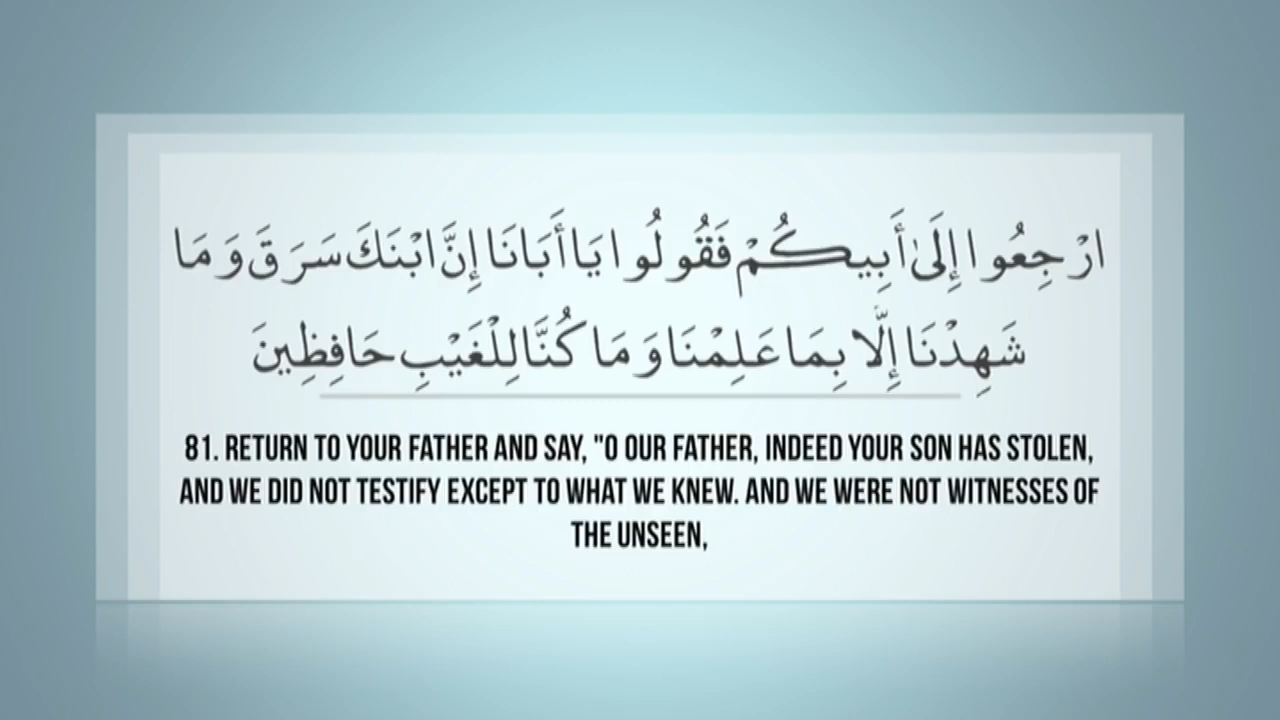 ارْجِعُوا إِلَىٰ أَبِيكُمْ فَقُولُوا يَا أَبَانَا إِنَّ ابْنَكَ سَرَقَ وَمَا
شَهِدْنَا إِلَّا بِمَا عَلِمْنَا وَمَا كُنَّا لِلْغَيْبِ حَافِظِينَ
81. RETURN TO YOUR FATHER AND SAY, "O OUR FATHER, INDEED YOUR SON HAS STOLEN,
AND WE DID NOT TESTIFY EXCEPT TO WHAT WE KNEW. AND WE WERE NOT WITNESSES OF
THE UNSEEN,